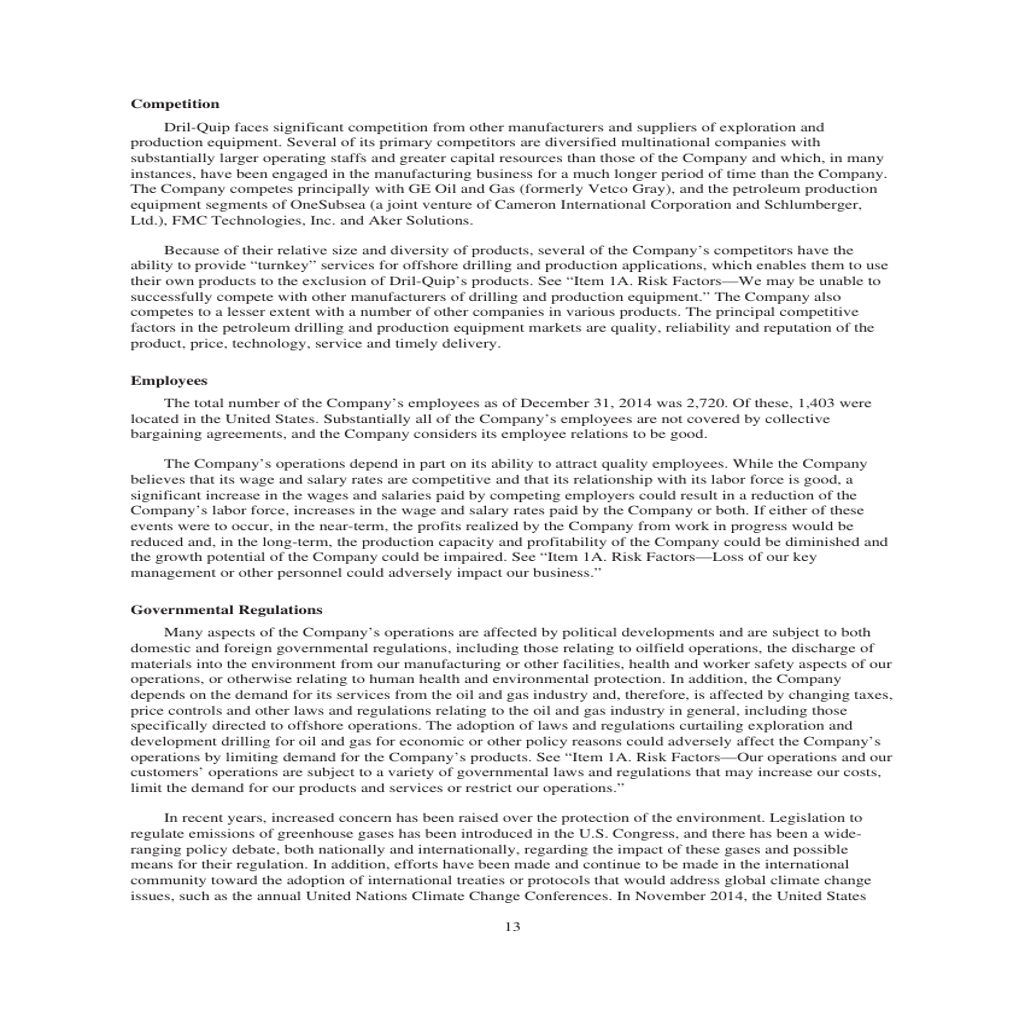 Competition
Dril-Quip faces significant competition from other manufacturers and suppliers of exploration and
production equipment. Several of its primary competitors are diversified multinational companies with
substantially larger operating staffs and greater capital resources than those of the Company and which, in many
instances, have been engaged in the manufacturing business for a much longer period of time than the Company.
The Company competes principally with GE Oil and Gas (formerly Vetco Gray), and the petroleum production
equipment segments of OneSubsea (a joint venture of Cameron International Corporation and Schlumberger,
Ltd.), FMC Technologies, Inc. and Aker Solutions.
Because of their relative size and diversity of products, several of the Company’s competitors have the
ability to provide “turnkey” services for offshore drilling and production applications, which enables them to use
their own products to the exclusion of Dril-Quip’s products. See “Item 1A. Risk Factors—We may be unable to
successfully compete with other manufacturers of drilling and production equipment.” The Company also
competes to a lesser extent with a number of other companies in various products. The principal competitive
factors in the petroleum drilling and production equipment markets are quality, reliability and reputation of the
product, price, technology, service and timely delivery.
Employees
The total number of the Company’s employees as of December 31, 2014 was 2,720. Of these, 1,403 were
located in the United States. Substantially all of the Company’s employees are not covered by collective
bargaining agreements, and the Company considers its employee relations to be good.
The Company’s operations depend in part on its ability to attract quality employees. While the Company
believes that its wage and salary rates are competitive and that its relationship with its labor force is good, a
significant increase in the wages and salaries paid by competing employers could result in a reduction of the
Company’s labor force, increases in the wage and salary rates paid by the Company or both. If either of these
events were to occur, in the near-term, the profits realized by the Company from work in progress would be
reduced and, in the long-term, the production capacity and profitability of the Company could be diminished and
the growth potential of the Company could be impaired. See “Item 1A. Risk Factors—Loss of our key
management or other personnel could adversely impact our business.”
Governmental Regulations
Many aspects of the Company’s operations are affected by political developments and are subject to both
domestic and foreign governmental regulations, including those relating to oilfield operations, the discharge of
materials into the environment from our manufacturing or other facilities, health and worker safety aspects of our
operations, or otherwise relating to human health and environmental protection. In addition, the Company
depends on the demand for its services from the oil and gas industry and, therefore, is affected by changing taxes,
price controls and other laws and regulations relating to the oil and gas industry in general, including those
specifically directed to offshore operations. The adoption of laws and regulations curtailing exploration and
development drilling for oil and gas for economic or other policy reasons could adversely affect the Company’s
operations by limiting demand for the Company’s products. See “Item 1A. Risk Factors—Our operations and our
customers’ operations are subject to a variety of governmental laws and regulations that may increase our costs,
limit the demand for our products and services or restrict our operations.”
In recent years, increased concern has been raised over the protection of the environment. Legislation to
regulate emissions of greenhouse gases has been introduced in the U.S. Congress, and there has been a wide-
ranging policy debate, both nationally and internationally, regarding the impact of these gases and possible
means for their regulation. In addition, efforts have been made and continue to be made in the international
community toward the adoption of international treaties or protocols that would address global climate change
issues, such as the annual United Nations Climate Change Conferences. In November 2014, the United States
13